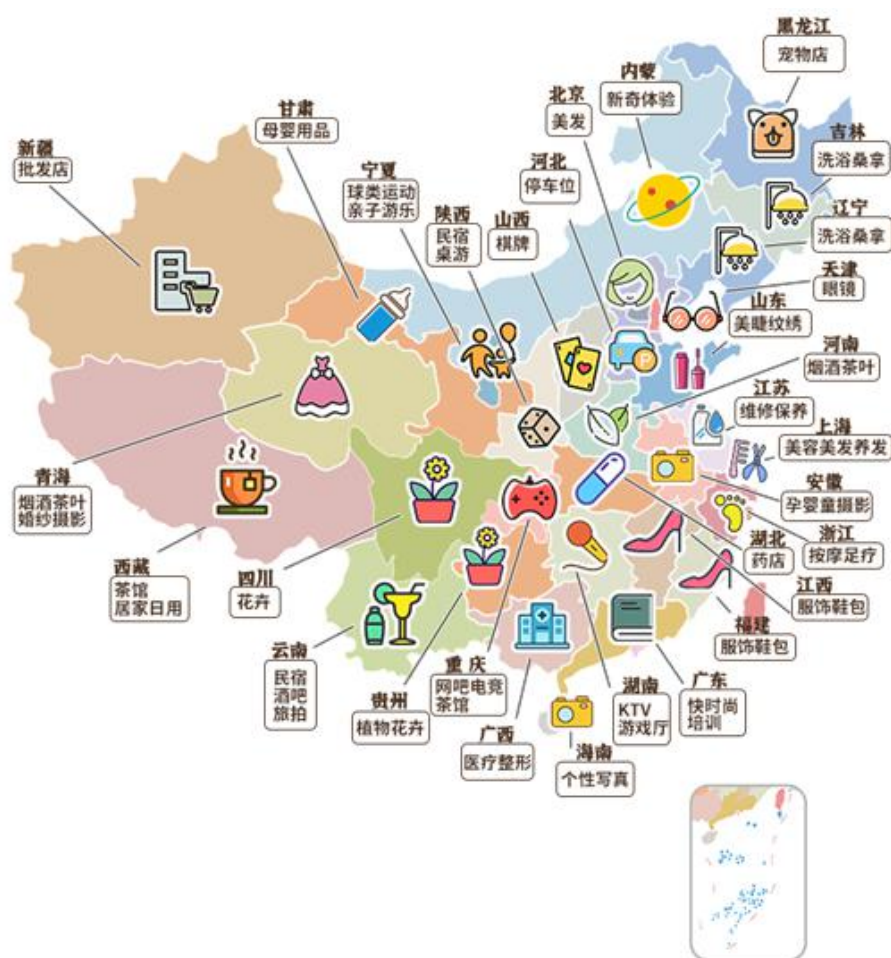 黑龙江
宠物店
内蒙
新奇体验
北京
美发
甘肃
母婴用品
吉林
洗浴桑拿
新疆
批发店
宁夏
球类运动
亲子游乐
河北
停车位
陕西
民宿
桌游
山西
棋牌
辽宁
洗浴桑拿
天津
眼镜
山东
美睫纹绣
河南
烟酒茶叶
P
江苏
维修保养
上海
美容美发养发
青海
烟酒茶叶
婚纱摄影
安徽
孕婴童摄影
浙江
按摩足疗
湖北
药店
西藏
茶馆
居家日用
四川
花卉
江西
服饰鞋包
福建
服饰鞋包
云南
民宿
酒吧
旅拍
贵州
植物花卉
重庆
网吧电竞
茶馆
广西
医疗整形
湖南
KTV
游戏厅
广东
快时尚
培训
海南
个性写真